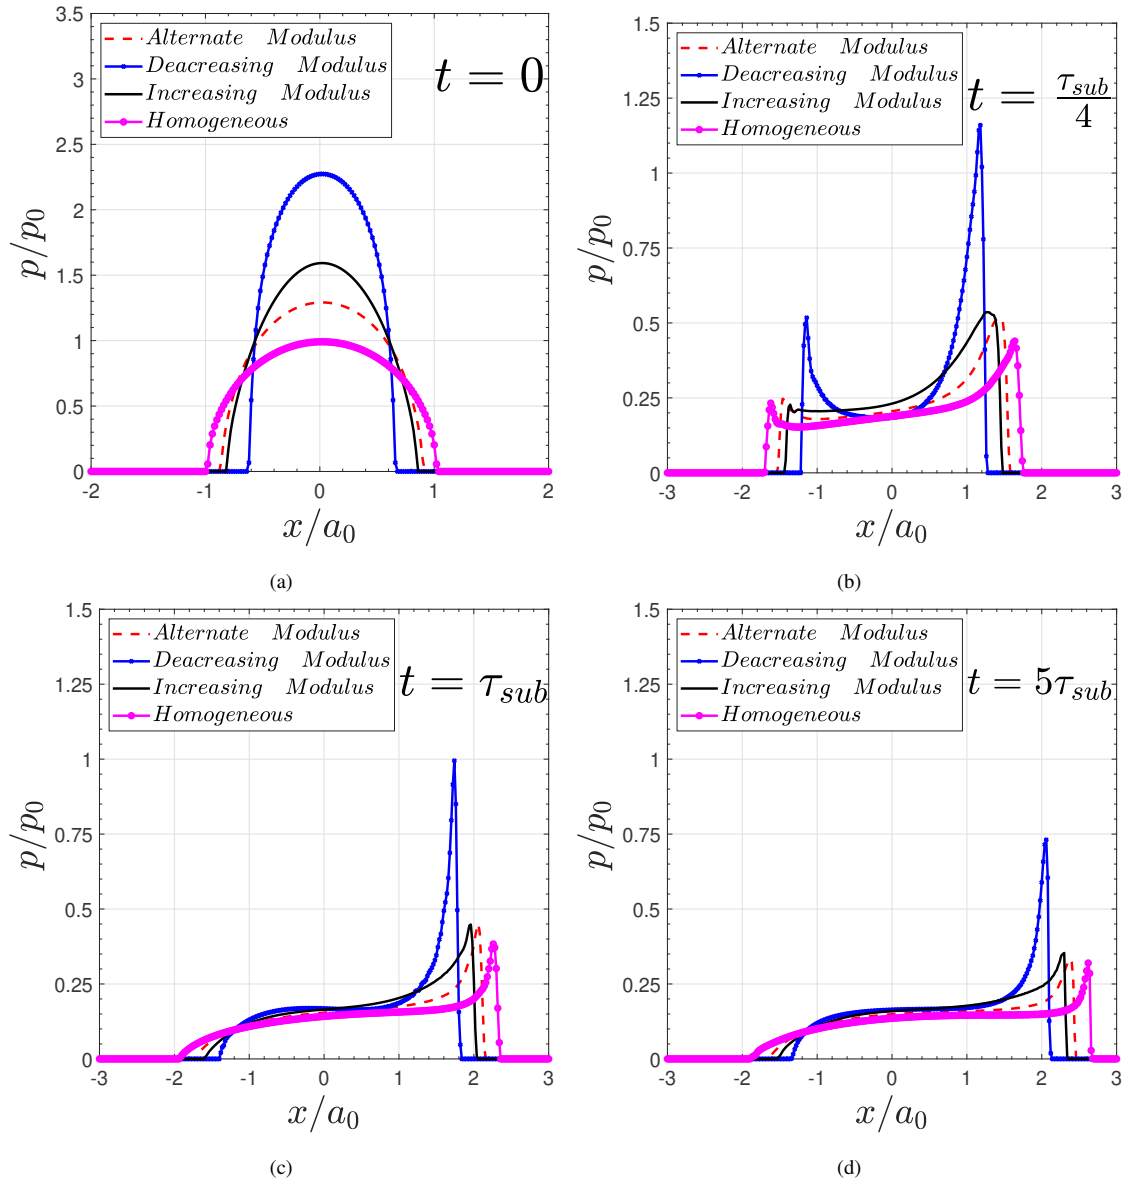 3.5
3
2.5
2
1.5
1
0.5
0
p/p₀
Alternate Modulus
Deacreasing Modulus
Increasing Modulus
Homogeneous
t = 0
-2 -1 0 1 2
x/a₀
(a)
1.5
1.25
1
0.75
0.5
0.25
0
p/p₀
Alternate Modulus
Deacreasing Modulus
Increasing Modulus
Homogeneous
t = τ_sub/4
-3 -2 -1 0 1 2 3
x/a₀
(b)
1.5
1.25
1
0.75
0.5
0.25
0
p/p₀
Alternate Modulus
Deacreasing Modulus
Increasing Modulus
Homogeneous
t = τ_sub
-3 -2 -1 0 1 2 3
x/a₀
(c)
1.5
1.25
1
0.75
0.5
0.25
0
p/p₀
Alternate Modulus
Deacreasing Modulus
Increasing Modulus
Homogeneous
t = 5τ_sub
-3 -2 -1 0 1 2 3
x/a₀
(d)